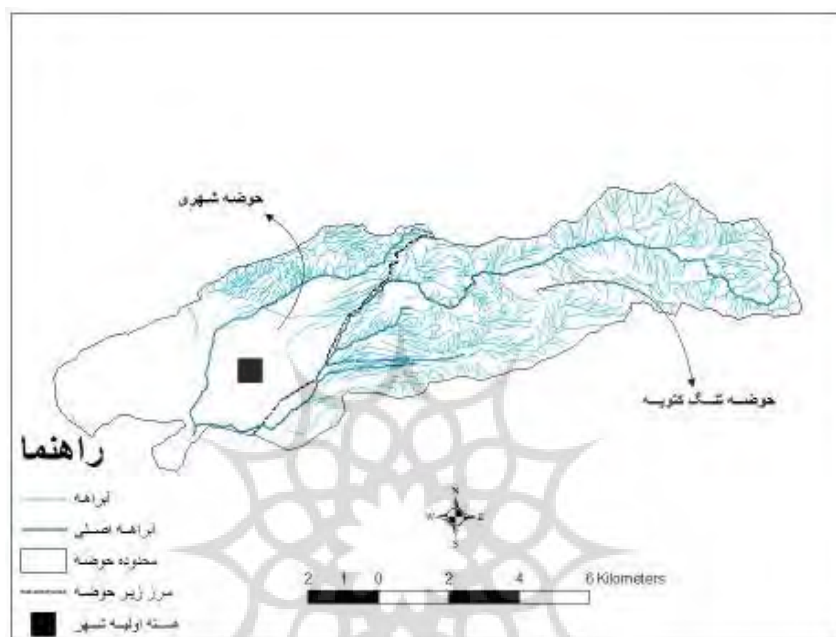 حوضه شهری
حوضه تنگ کتویه
راهنما
آبراهه
آبراهه اصلی
محدوده حوضه
مرز زیر حوضه
هسته اولیه شهر
N
W E
S
2 1 0 2 4 6 Kilometers